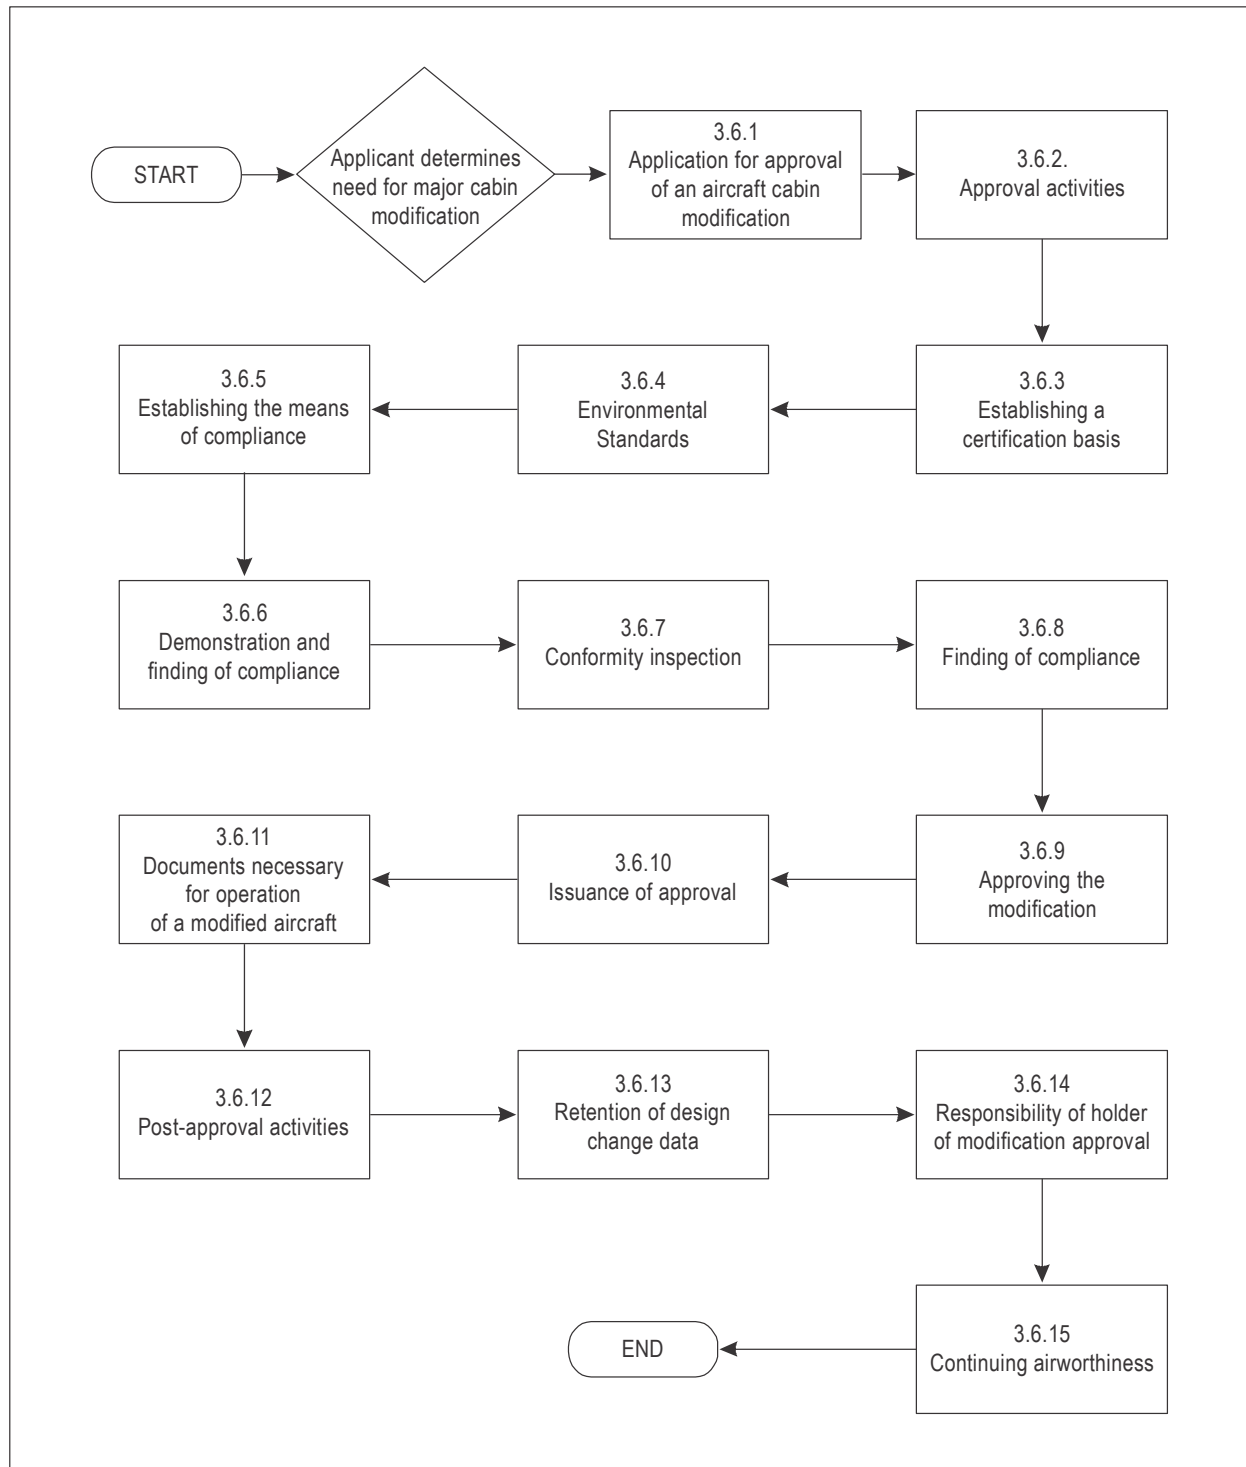 START
Applicant determines
need for major cabin
modification
3.6.1
Application for approval
of an aircraft cabin
modification
3.6.2.
Approval activities
3.6.3
Establishing a
certification basis
3.6.4
Environmental
Standards
3.6.5
Establishing the means
of compliance
3.6.6
Demonstration and
finding of compliance
3.6.7
Conformity inspection
3.6.8
Finding of compliance
3.6.9
Approving the
modification
3.6.10
Issuance of approval
3.6.11
Documents necessary
for operation
of a modified aircraft
3.6.12
Post-approval activities
3.6.13
Retention of design
change data
3.6.14
Responsibility of holder
of modification approval
3.6.15
Continuing airworthiness
END